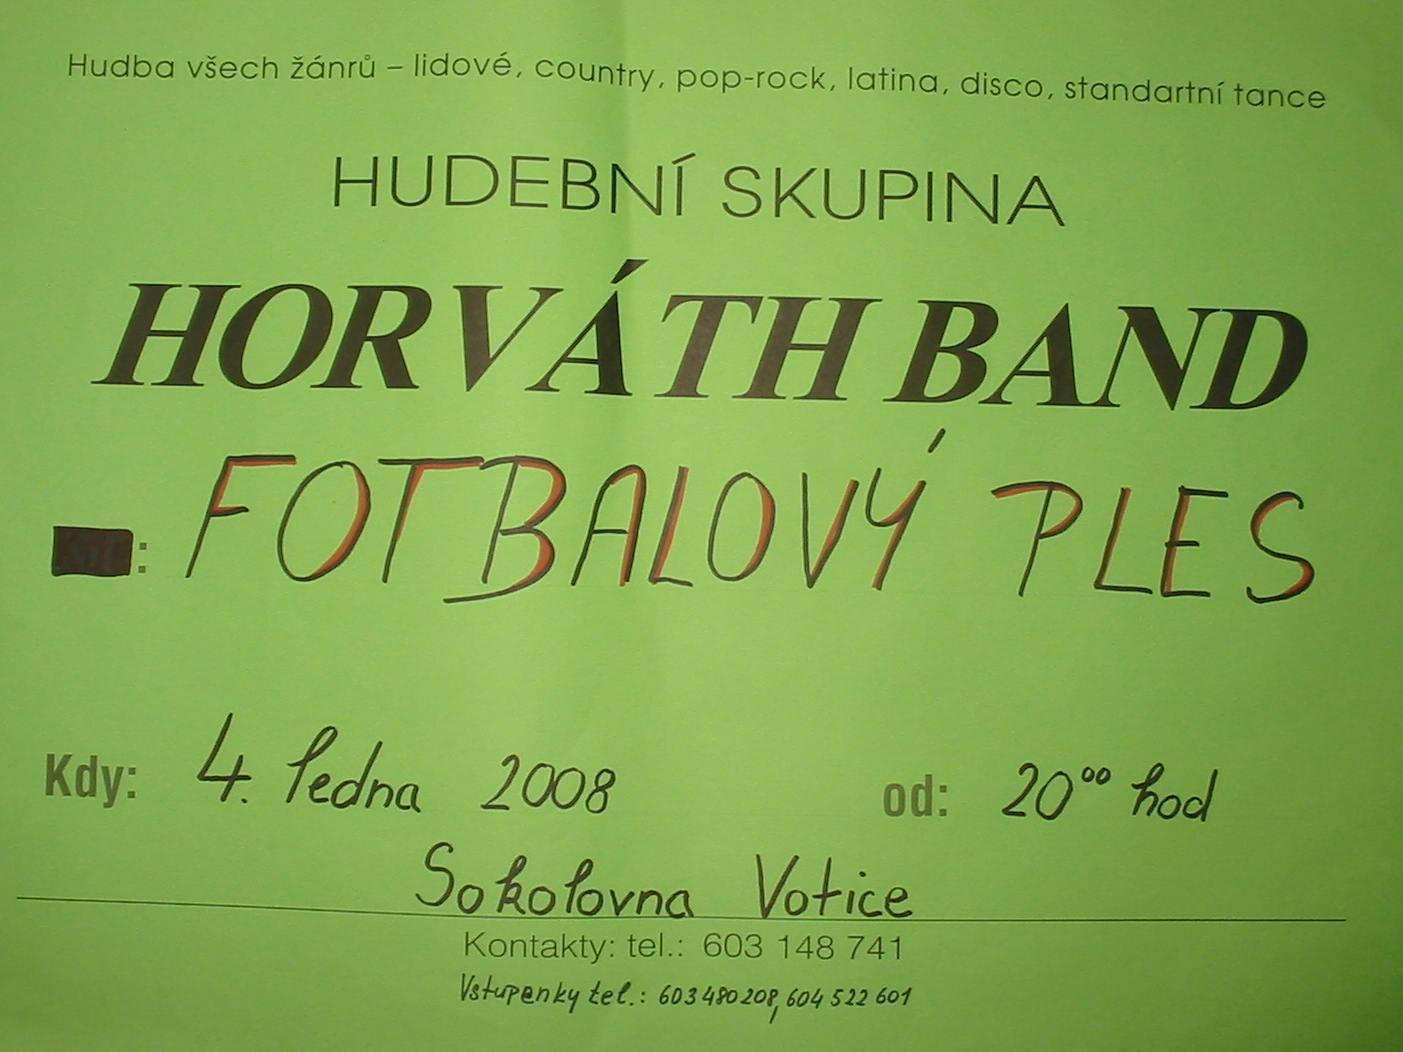 Hudba všech žánrů – lidové, country, pop-rock, latina, disco, standartní tance
HUDEBNÍ SKUPINA
HORVÁTH BAND
: FOTBALOVÝ PLES
Kdy: 4. ledna 2008 od: 20⁰⁰ hod
Sokolovna Votice
Kontakty: tel.: 603 148 741
Vstupenky tel.: 603 480 208, 604 522 601